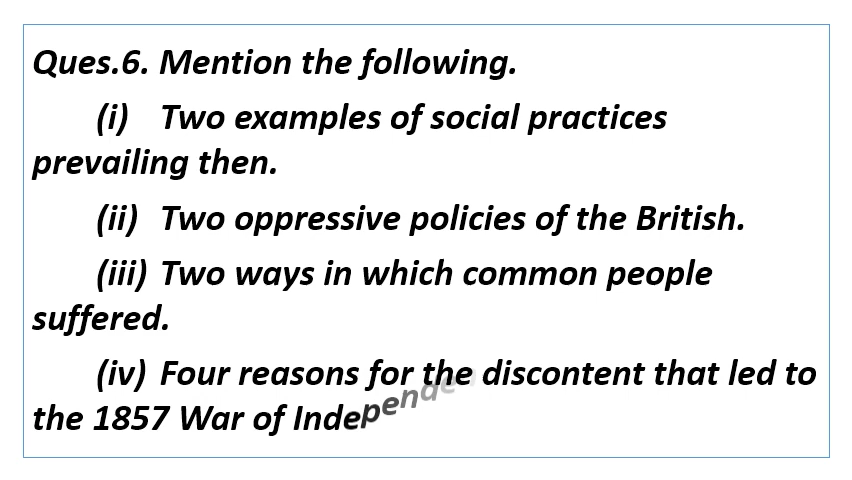 Ques.6. Mention the following.
(i) Two examples of social practices
prevailing then.
(ii) Two oppressive policies of the British.
(iii) Two ways in which common people
suffered.
(iv) Four reasons for the discontent that led to
the 1857 War of Independe